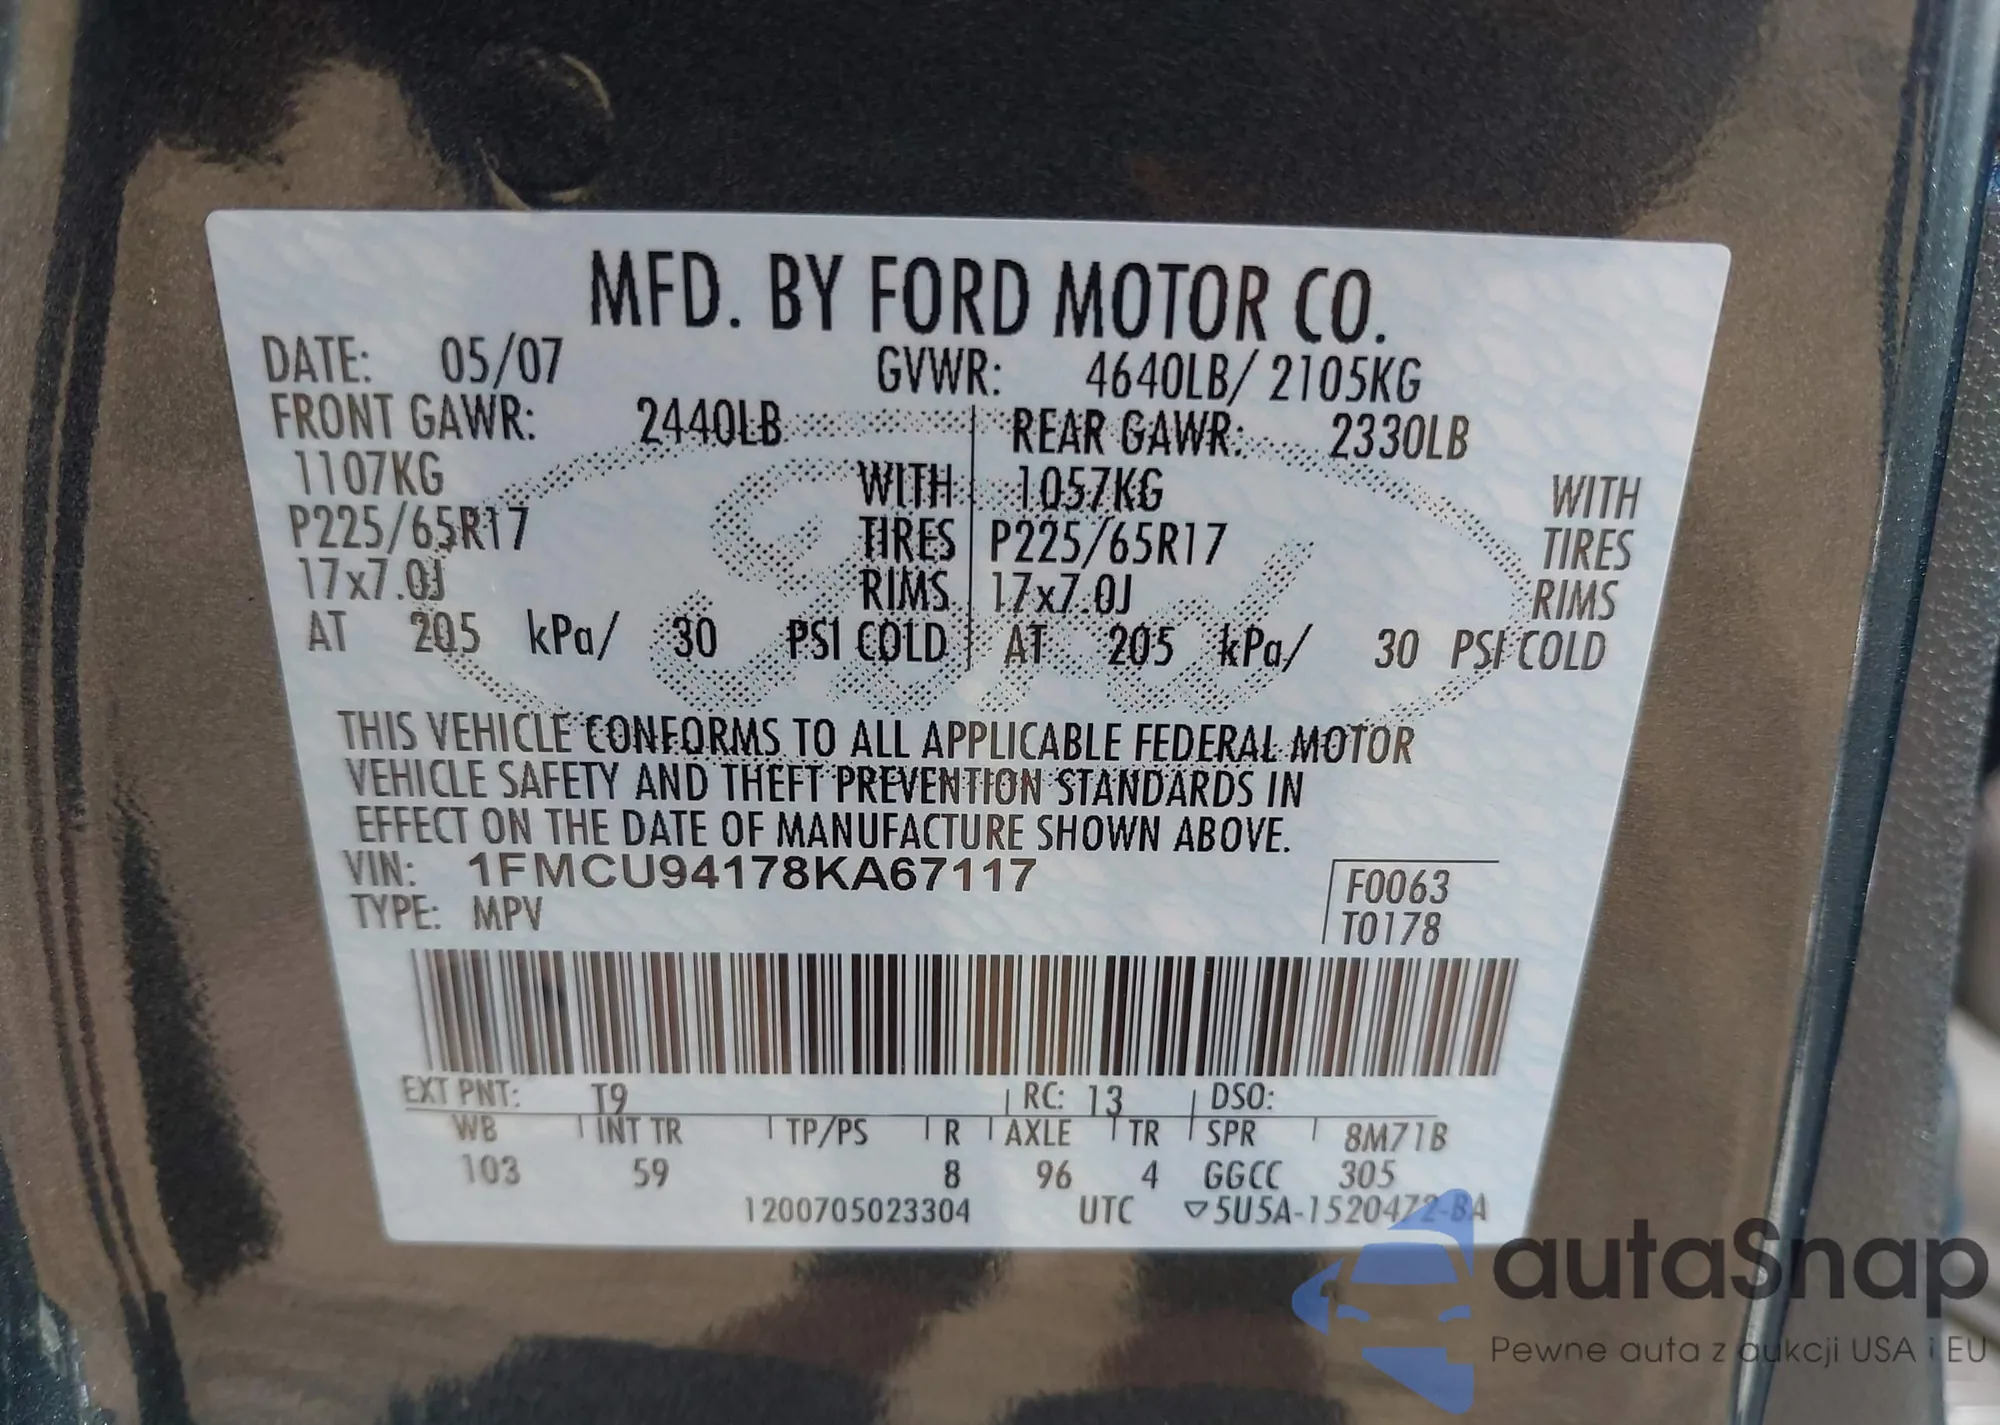 MFD. BY FORD MOTOR CO.
DATE: 05/07 GVWR: 4640LB/ 2105KG
FRONT GAWR: 2440LB REAR GAWR: 2330LB
1107KG WITH 1057KG WITH
P225/65R17 TIRES P225/65R17 TIRES
17x7.0J RIMS 17x7.0J RIMS
AT 205 kPa/ 30 PSI COLD AT 205 kPa/ 30 PSI COLD
THIS VEHICLE CONFORMS TO ALL APPLICABLE FEDERAL MOTOR
VEHICLE SAFETY AND THEFT PREVENTION STANDARDS IN
EFFECT ON THE DATE OF MANUFACTURE SHOWN ABOVE.
VIN: 1FMCU94178KA67117
TYPE: MPV
F0063
T0178
EXT PNT: T9 RC: 13 DSO:
WB INT TR TP/PS R AXLE TR SPR 8M71B
103 59 8 96 4 GGCC 305
1200705023304 UTC ▽5U5A-1520472-BA
autaSnap
Pewne auta z aukcji USA i EU